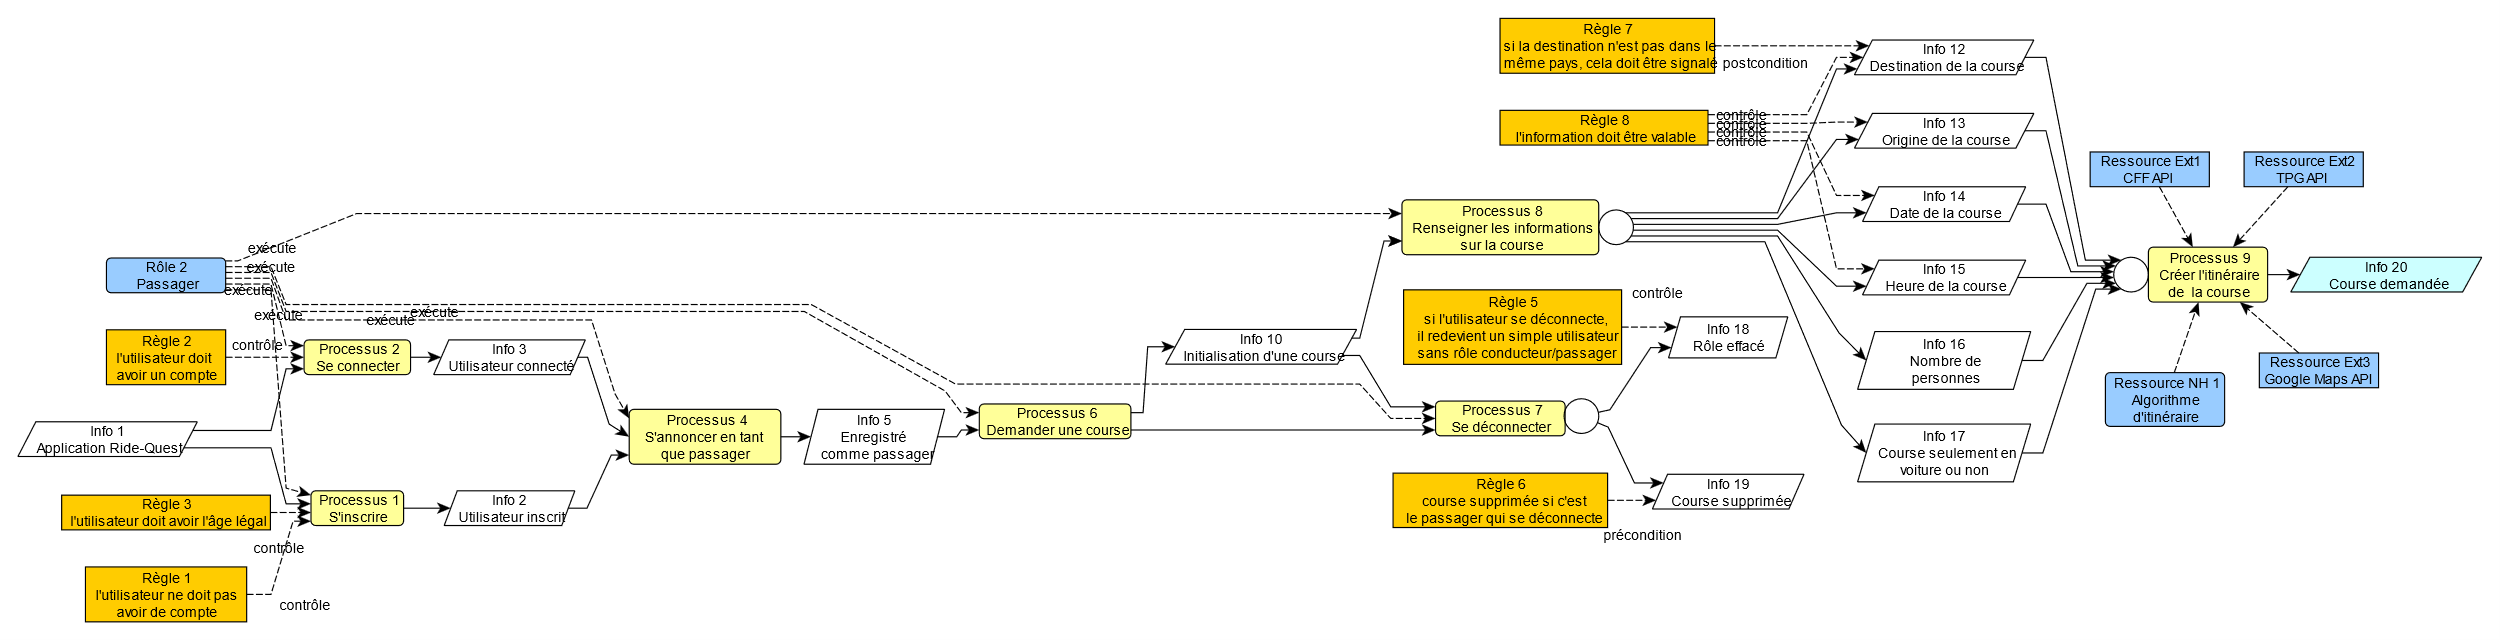 Règle 7
si la destination n'est pas dans le
même pays, cela doit être signalé
postcondition
Info 12
Destination de la course
Règle 8
l'information doit être valable
contrôle
contrôle
contrôle
contrôle
Info 13
Origine de la course
Ressource Ext1
CFF API
Ressource Ext2
TPG API
Info 14
Date de la course
Processus 8
Renseigner les informations
sur la course
exécute
exécute
exécute
exécute
exécute
exécute
Rôle 2
Passager
Info 15
Heure de la course
Processus 9
Créer l'itinéraire
de la course
Info 20
Course demandée
Règle 5
si l'utilisateur se déconnecte,
il redevient un simple utilisateur
sans rôle conducteur/passager
contrôle
Info 18
Rôle effacé
Règle 2
l'utilisateur doit
avoir un compte
contrôle
Processus 2
Se connecter
Info 3
Utilisateur connecté
Info 10
Initialisation d'une course
Info 16
Nombre de
personnes
Ressource Ext3
Google Maps API
Ressource NH 1
Algorithme
d'itinéraire
Info 1
Application Ride-Quest
Processus 4
S'annoncer en tant
que passager
Info 5
Enregistré
comme passager
Processus 6
Demander une course
Processus 7
Se déconnecter
Info 17
Course seulement en
voiture ou non
Règle 3
l'utilisateur doit avoir l'âge légal
contrôle
Processus 1
S'inscrire
Info 2
Utilisateur inscrit
Règle 6
course supprimée si c'est
le passager qui se déconnecte
précondition
Info 19
Course supprimée
Règle 1
l'utilisateur ne doit pas
avoir de compte
contrôle